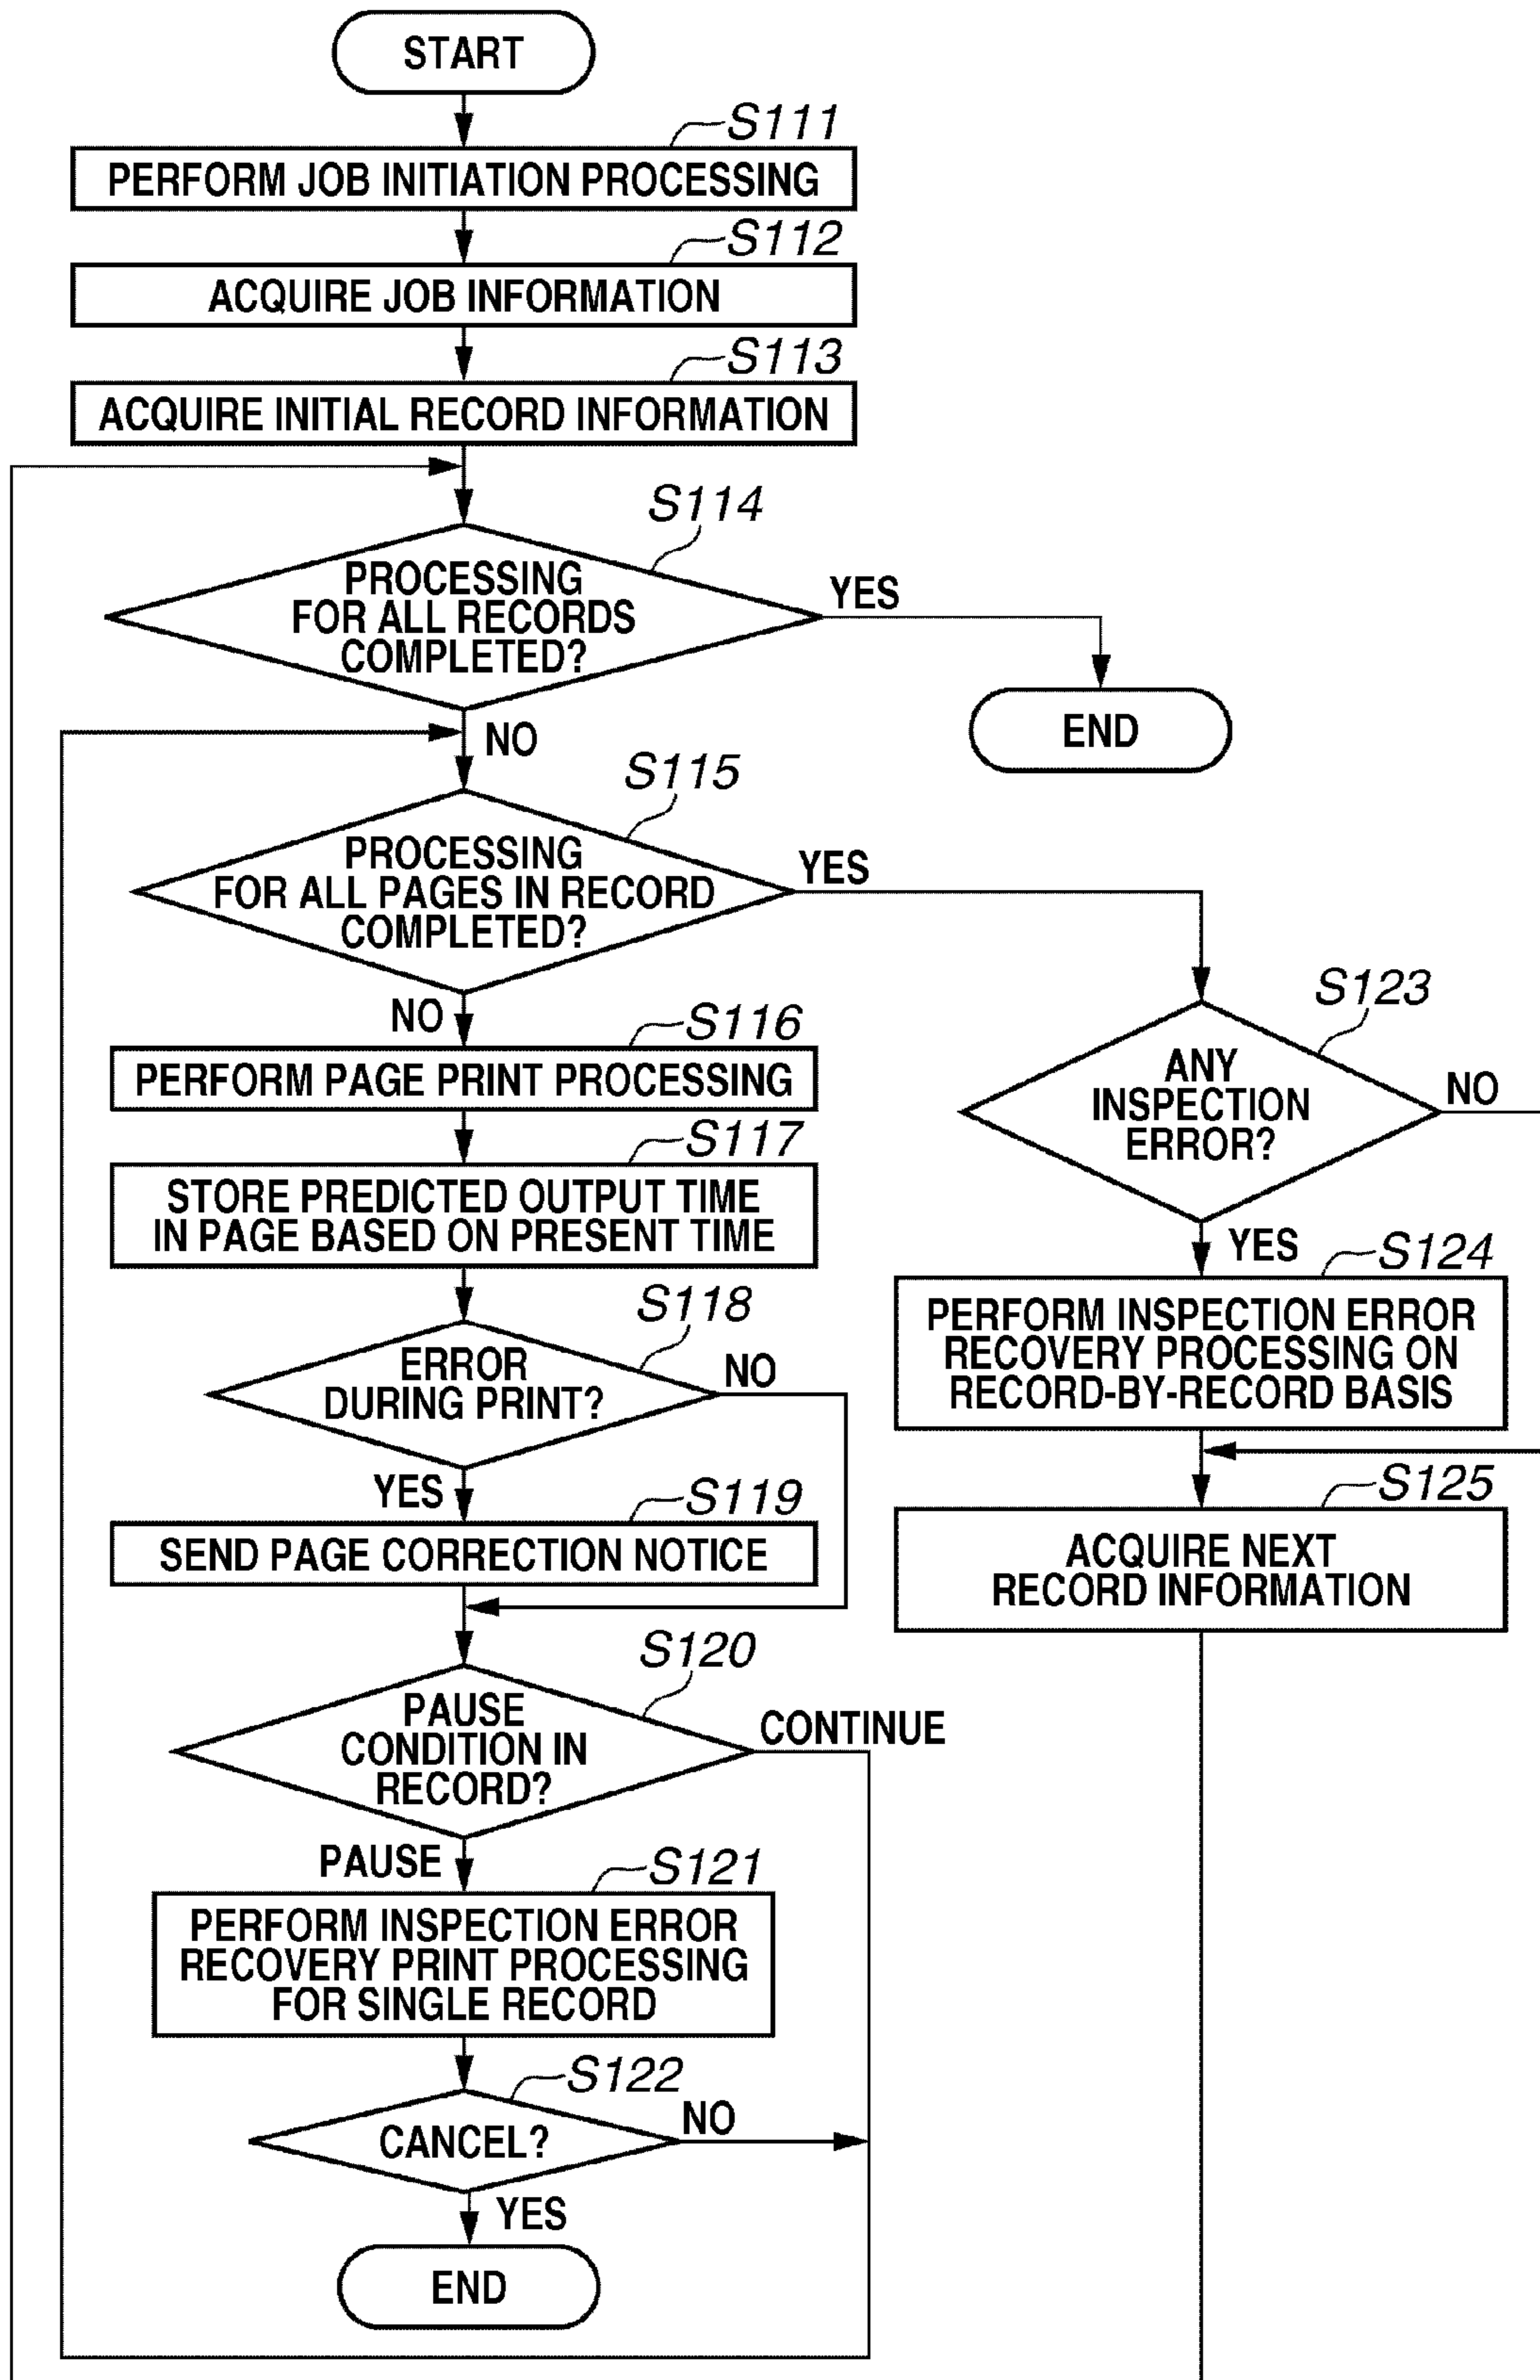 START
S111
PERFORM JOB INITIATION PROCESSING
S112
ACQUIRE JOB INFORMATION
S113
ACQUIRE INITIAL RECORD INFORMATION
S114
PROCESSING
FOR ALL RECORDS
COMPLETED?
YES
END
NO
S115
PROCESSING
FOR ALL PAGES IN RECORD
COMPLETED?
YES
NO
S116
PERFORM PAGE PRINT PROCESSING
S117
STORE PREDICTED OUTPUT TIME
IN PAGE BASED ON PRESENT TIME
S118
ERROR
DURING PRINT?
NO
YES
S119
SEND PAGE CORRECTION NOTICE
S120
PAUSE
CONDITION IN
RECORD?
CONTINUE
PAUSE
S121
PERFORM INSPECTION ERROR
RECOVERY PRINT PROCESSING
FOR SINGLE RECORD
S122
CANCEL?
NO
YES
END
S123
ANY
INSPECTION
ERROR?
NO
YES
S124
PERFORM INSPECTION ERROR
RECOVERY PROCESSING ON
RECORD-BY-RECORD BASIS
S125
ACQUIRE NEXT
RECORD INFORMATION